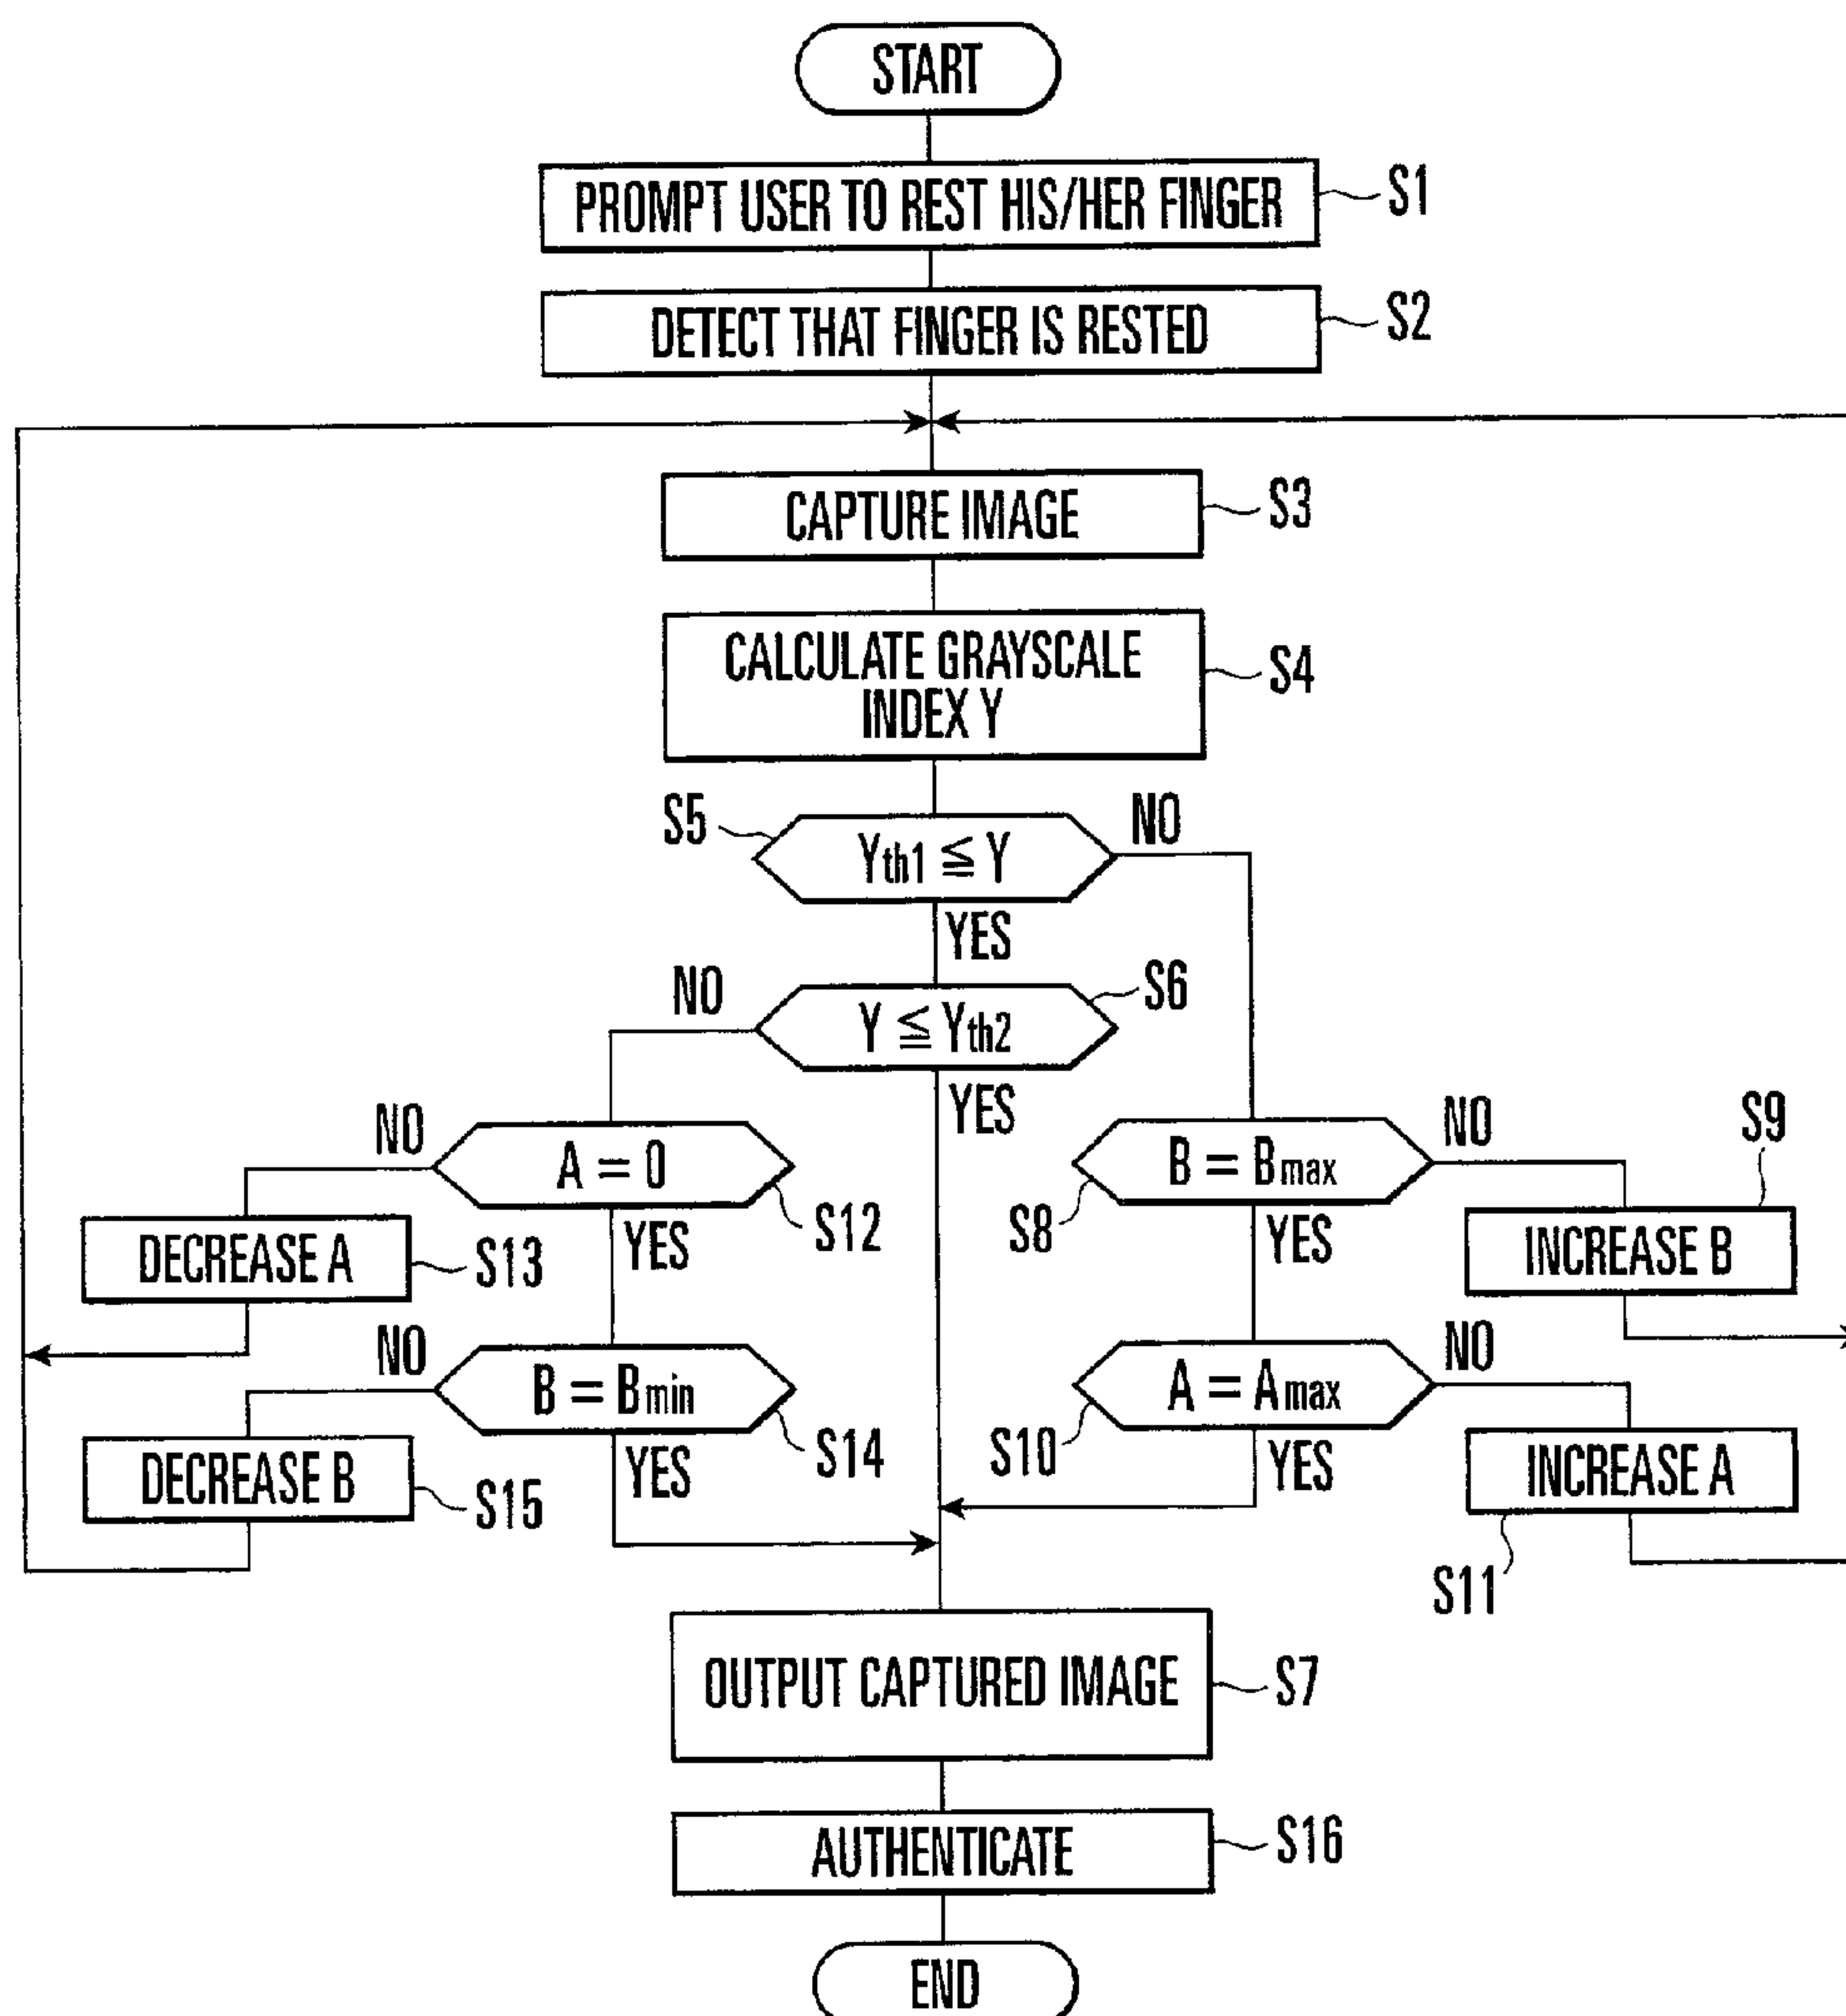 START
PROMPT USER TO REST HIS/HER FINGER
S1
DETECT THAT FINGER IS RESTED
S2
CAPTURE IMAGE
S3
CALCULATE GRAYSCALE
INDEX Y
S4
S5
Yth1 ≦ Y
NO
YES
NO
Y ≦ Yth2
S6
YES
NO
A = 0
S12
YES
B = Bmax
S8
NO
S9
YES
DECREASE A
S13
INCREASE B
NO
B = Bmin
S14
YES
A = Amax
S10
NO
YES
DECREASE B
S15
INCREASE A
S11
OUTPUT CAPTURED IMAGE
S7
AUTHENTICATE
S16
END